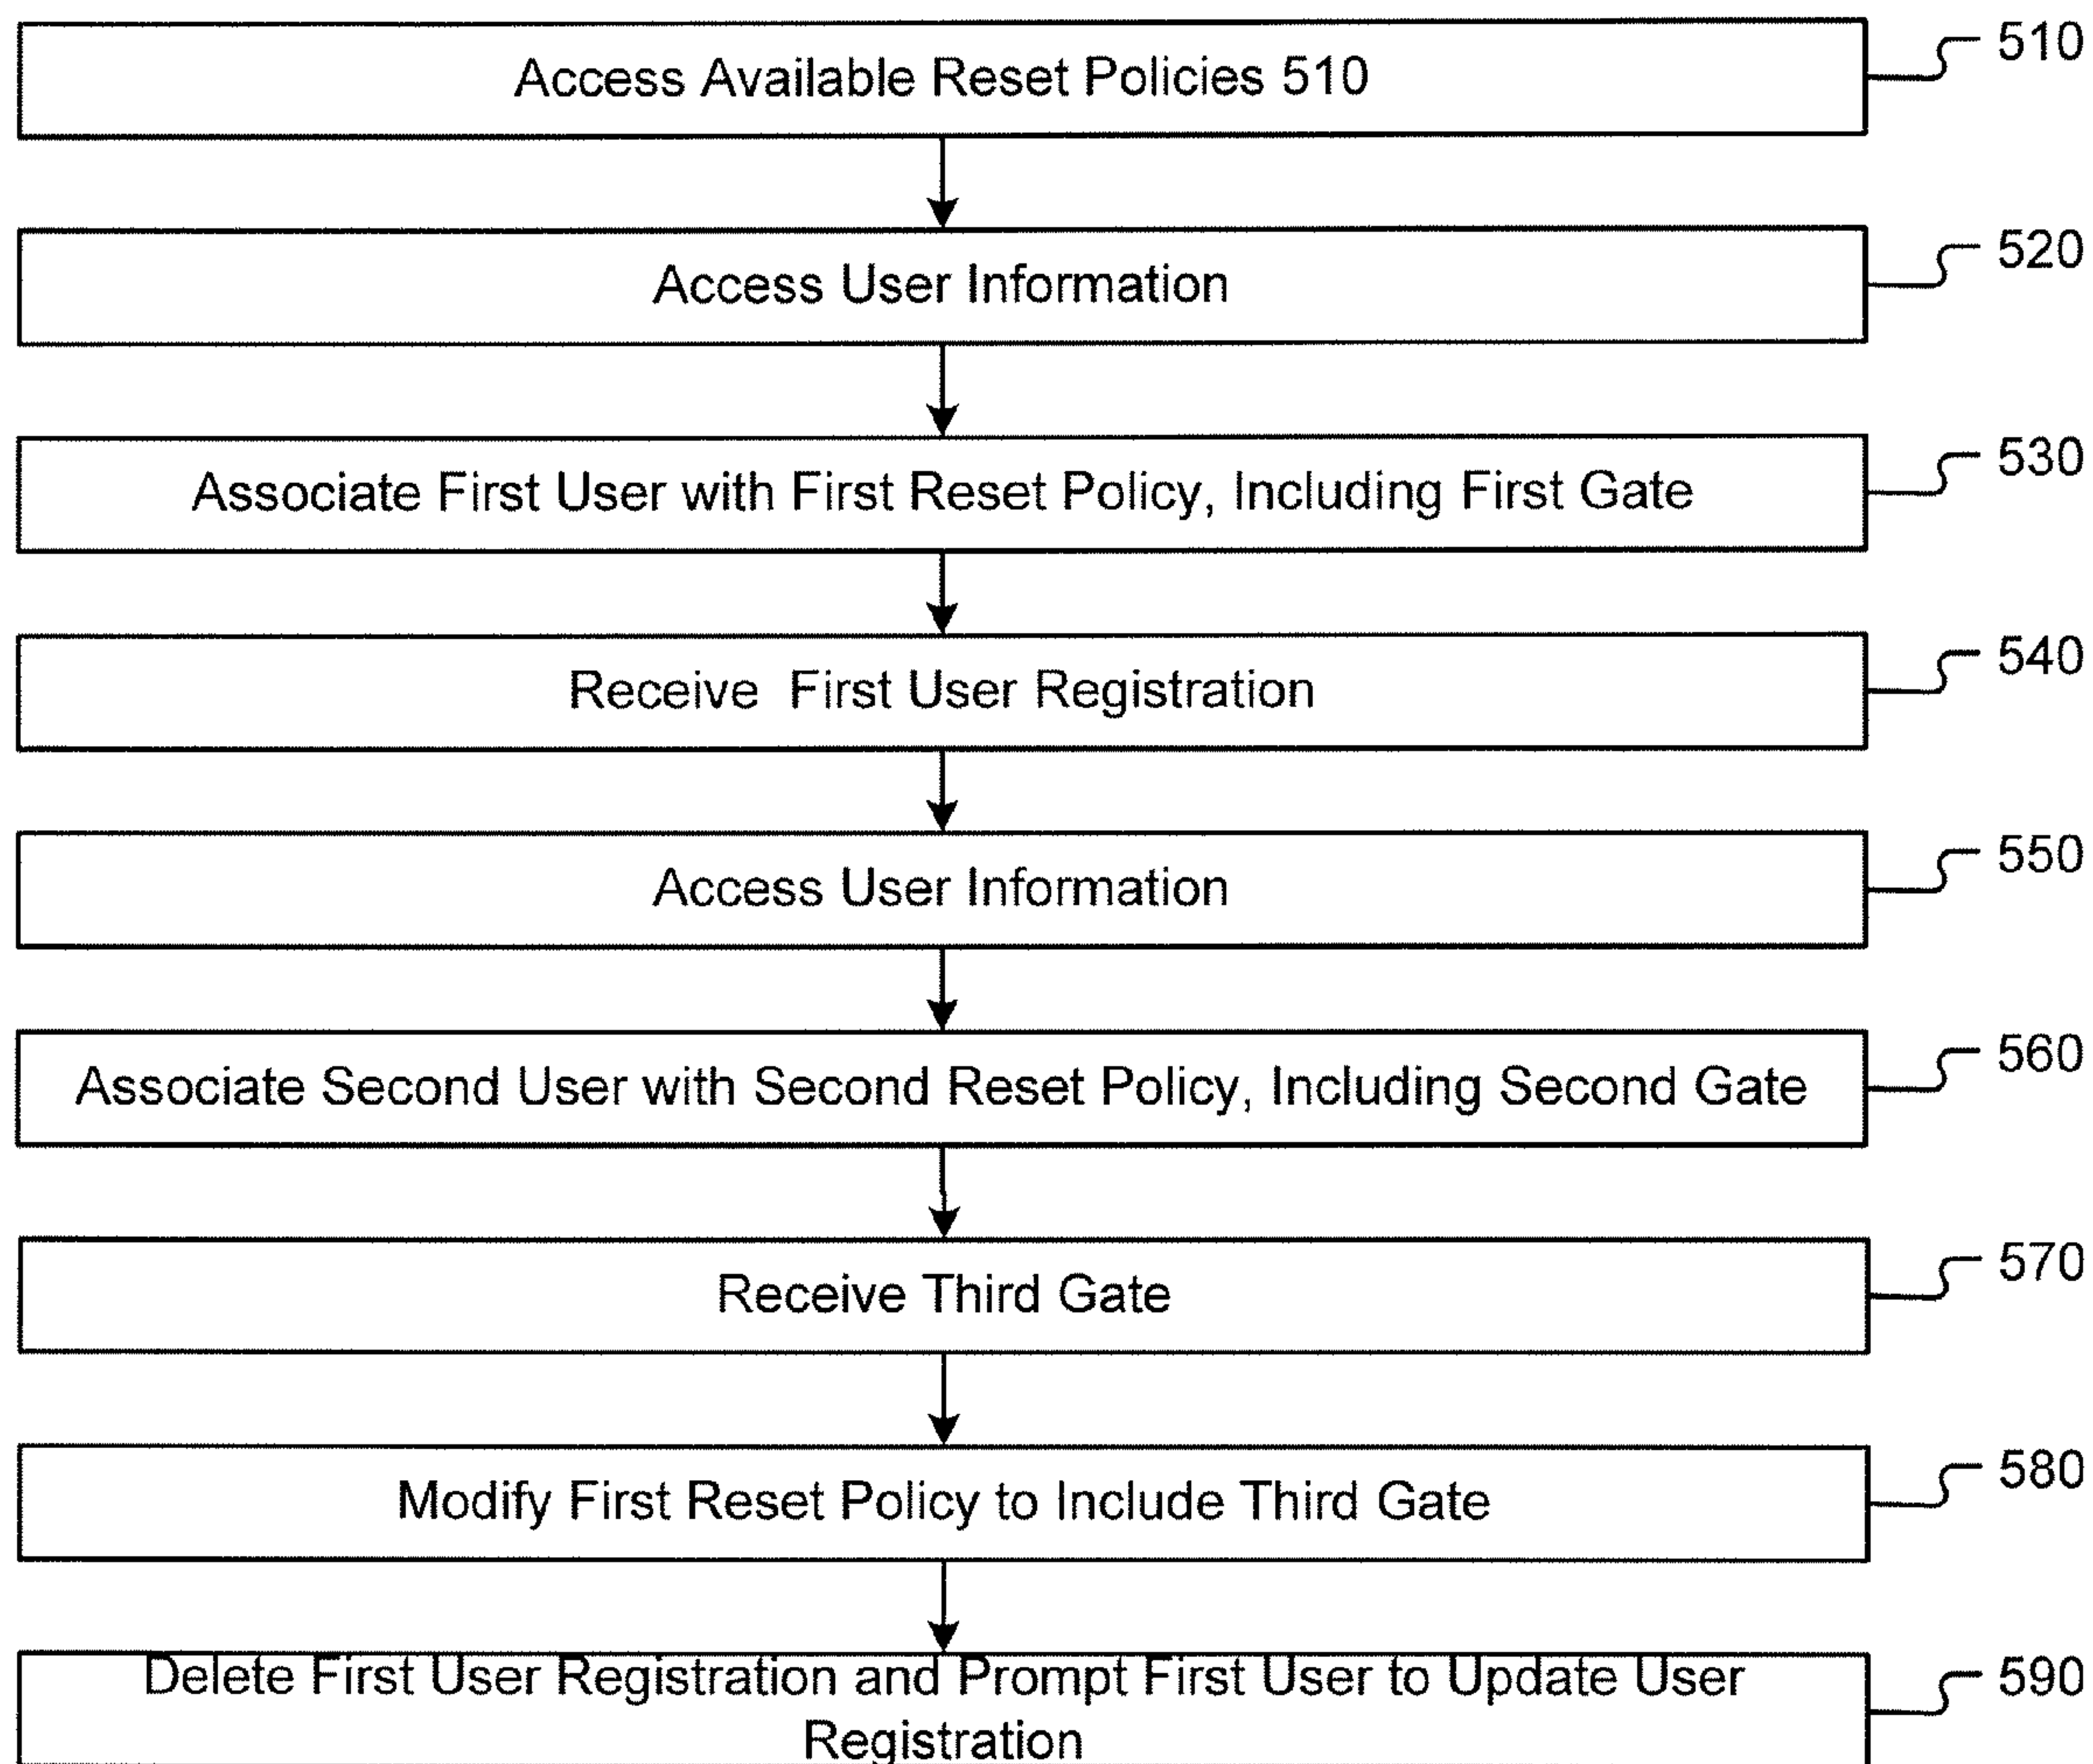 Access Available Reset Policies 510
510
Access User Information
520
Associate First User with First Reset Policy, Including First Gate
530
Receive First User Registration
540
Access User Information
550
Associate Second User with Second Reset Policy, Including Second Gate
560
Receive Third Gate
570
Modify First Reset Policy to Include Third Gate
580
Delete First User Registration and Prompt First User to Update User
Registration
590